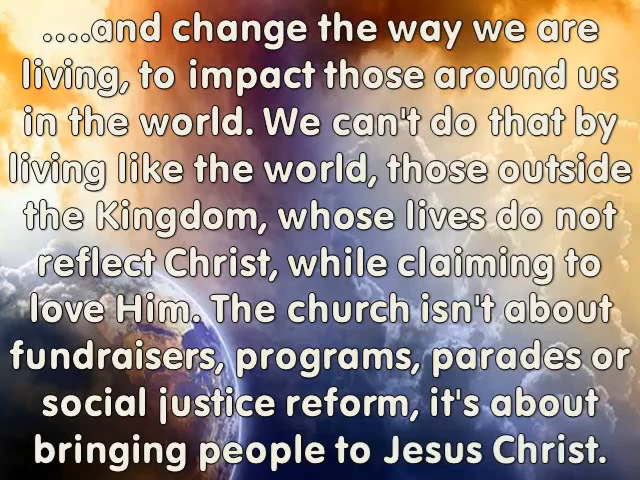 ....and change the way we are
living, to impact those around us
in the world. We can't do that by
living like the world, those outside
the Kingdom, whose lives do not
reflect Christ, while claiming to
love Him. The church isn't about
fundraisers, programs, parades or
social justice reform, it's about
bringing people to Jesus Christ.